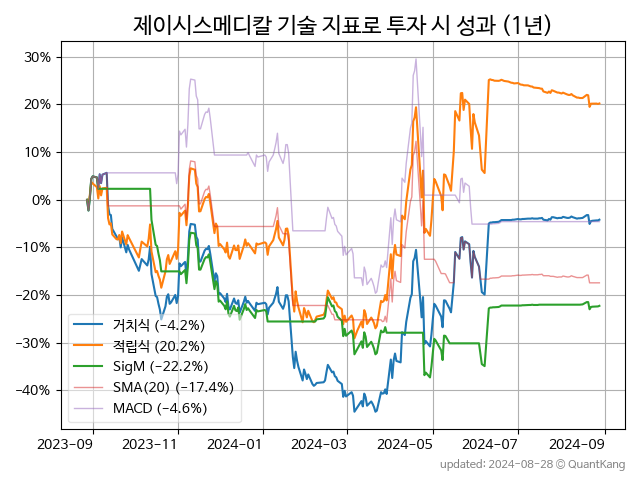 제이시스메디칼 기술 지표로 투자 시 성과 (1년)
30%
20%
10%
0%
−10%
−20%
−30%
−40%
거치식 (−4.2%)
적립식 (20.2%)
SigM (−22.2%)
SMA(20) (−17.4%)
MACD (−4.6%)
2023-09 2023-11 2024-01 2024-03 2024-05 2024-07 2024-09
updated: 2024-08-28 © QuantKang